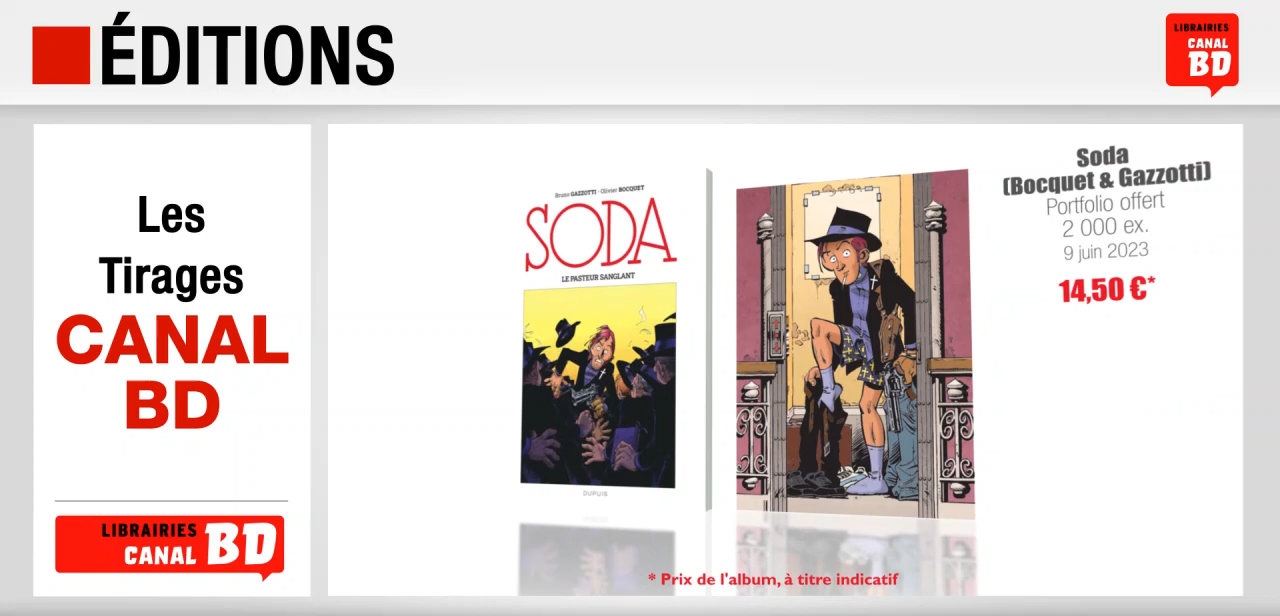 ÉDITIONS
LIBRAIRIES
CANAL
BD
Les
Tirages
CANAL
BD
LIBRAIRIES
CANAL BD
Bruno GAZZOTTI - Olivier BOCQUET
SODA
LE PASTEUR SANGLANT
DUPUIS
Soda
(Bocquet & Gazzotti)
Portfolio offert
2 000 ex.
9 juin 2023
14,50 €*
* Prix de l'album, à titre indicatif